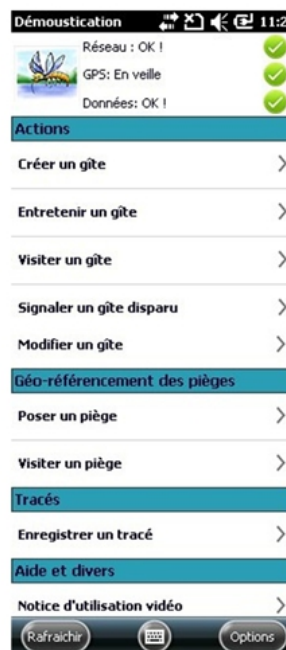 Démoustication 11:2
Réseau : OK !
GPS: En veille
Données: OK !
Actions
Créer un gîte
Entretenir un gîte
Visiter un gîte
Signaler un gîte disparu
Modifier un gîte
Géo-référencement des pièges
Poser un piège
Visiter un piège
Tracés
Enregistrer un tracé
Aide et divers
Notice d'utilisation vidéo
Rafraichir Options